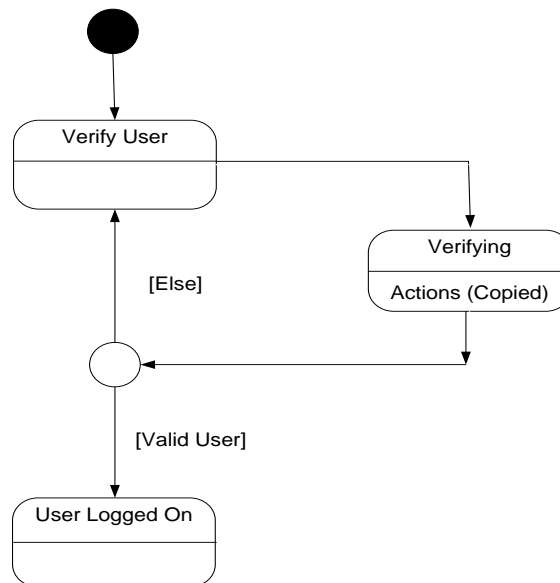 Verify User
Verifying
Actions (Copied)
[Else]
[Valid User]
User Logged On